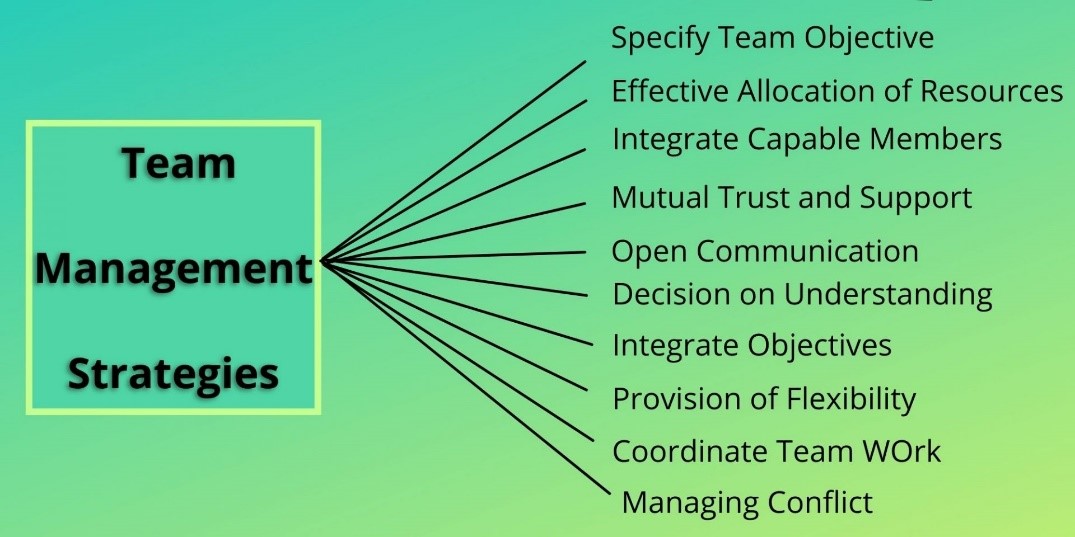 Team
Management
Strategies
Specify Team Objective
Effective Allocation of Resources
Integrate Capable Members
Mutual Trust and Support
Open Communication
Decision on Understanding
Integrate Objectives
Provision of Flexibility
Coordinate Team WOrk
Managing Conflict